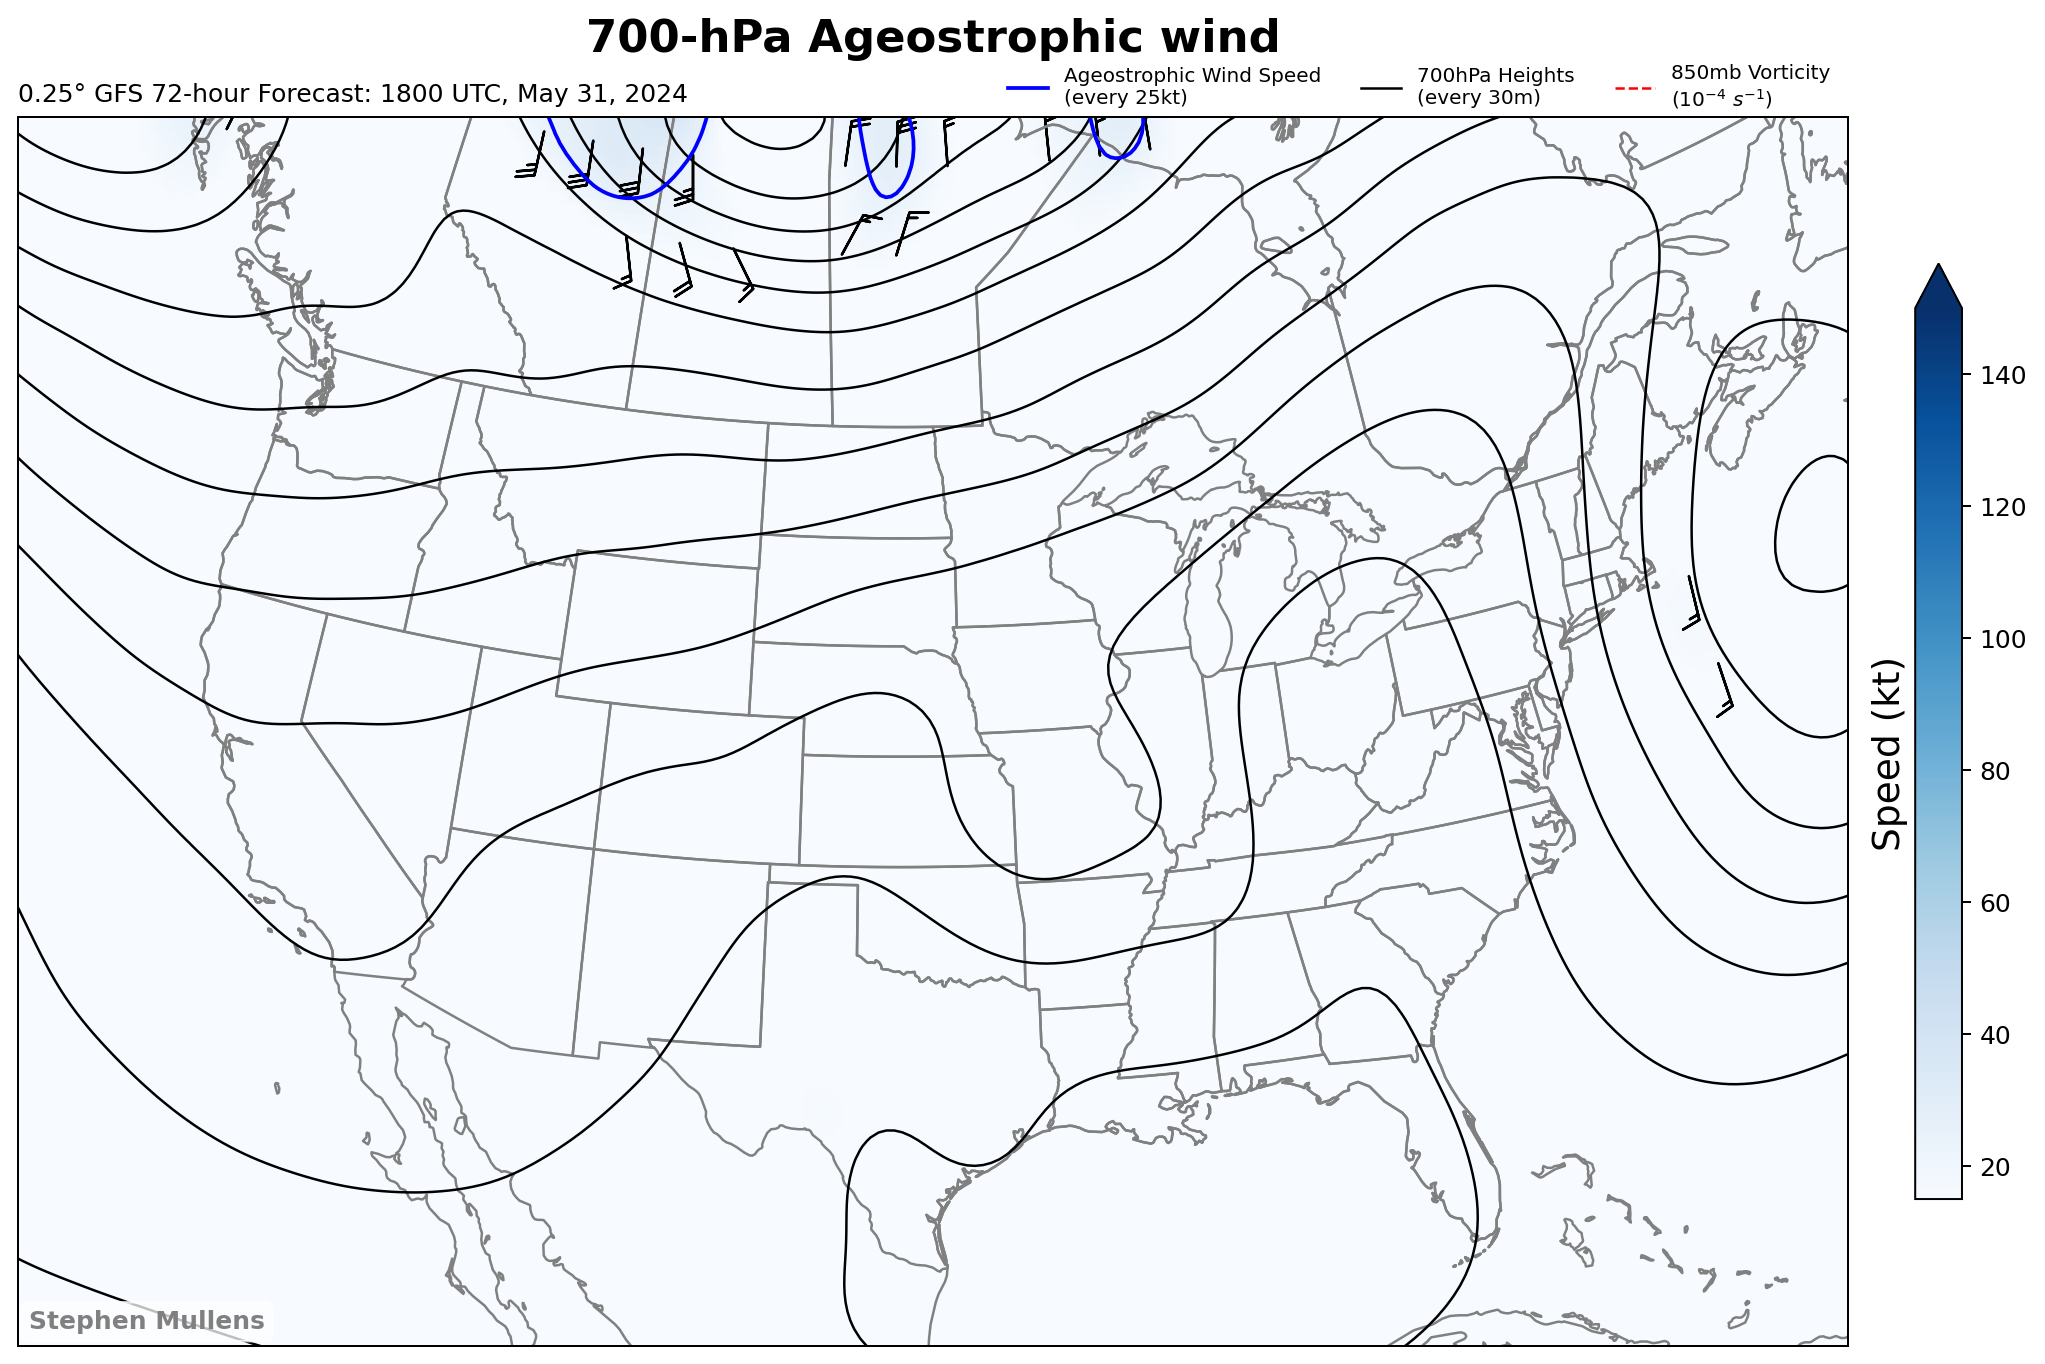 700-hPa Ageostrophic wind
0.25° GFS 72-hour Forecast: 1800 UTC, May 31, 2024
Ageostrophic Wind Speed
(every 25kt)
700hPa Heights
(every 30m)
850mb Vorticity
(10⁻⁴ s⁻¹)
140
120
100
80
60
40
20
Speed (kt)
Stephen Mullens